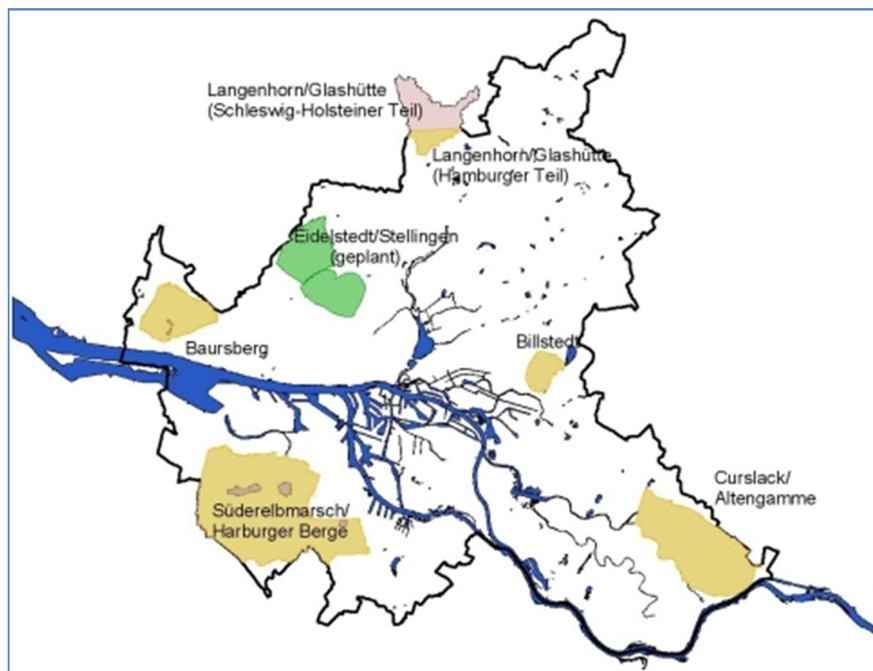 Langenhorn/Glashütte
(Schleswig-Holsteiner Teil)
Langenhorn/Glashütte
(Hamburger Teil)
Eidelstedt/Stellingen
(geplant)
Baursberg
Billstedt
Curslack/
Altengamme
Süderelbmarsch/
Harburger Berge